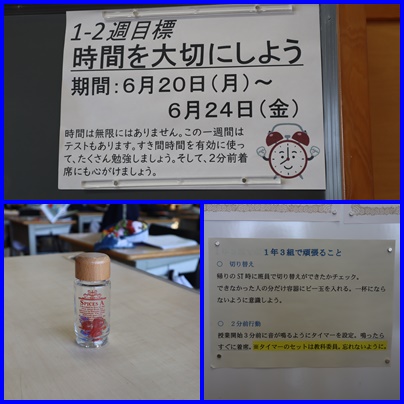 1-2週目標
時間を大切にしよう
期間:6月20日(月)~
6月24日(金)
時間は無限にはありません。この一週間は
テストもあります。すき間時間を有効に使っ
て、たくさん勉強しましょう。そして、2分前着
席にも心がけましょう。
SPICES A
1年3組で頑張ること
○ 切り替え
帰りのST時に黒員で切り替えができたかチェック、
できなかった人の分だけ容器にビー玉を入れる。一杯になら
ないように意識しよう。
○ 2分前行動
授業開始3分前に音が鳴るようにタイマーを設定。鳴ったら
すぐに着席。※タイマーのセットは教科委員。忘れないように。